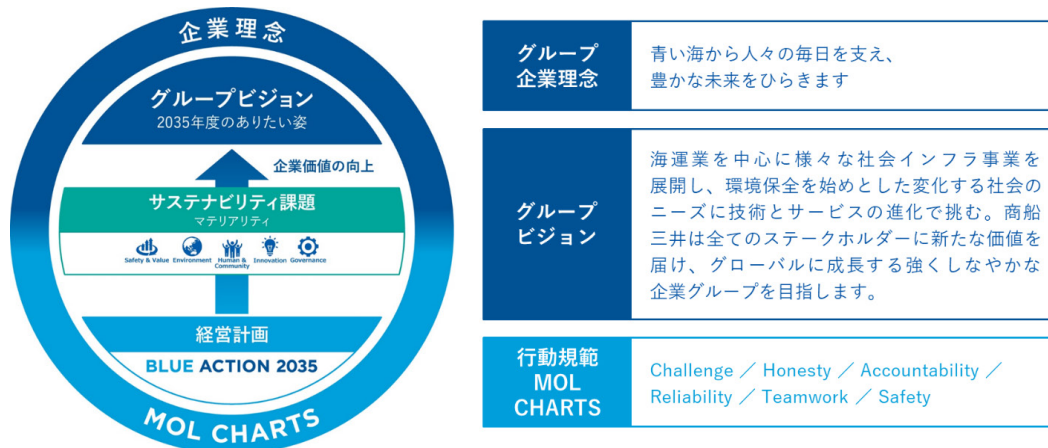 企業理念
グループビジョン
2035年度のありたい姿
企業価値の向上
サステナビリティ課題
マテリアリティ
Safety & Value
Environment
Human &
Community
Innovation
Governance
経営計画
BLUE ACTION 2035
MOL CHARTS
グループ
企業理念
青い海から人々の毎日を支え、
豊かな未来をひらきます
グループ
ビジョン
海運業を中心に様々な社会インフラ事業を
展開し、環境保全を始めとした変化する社会の
ニーズに技術とサービスの進化で挑む。商船
三井は全てのステークホルダーに新たな価値を
届け、グローバルに成長する強くしなやかな
企業グループを目指します。
行動規範
MOL
CHARTS
Challenge ／ Honesty ／ Accountability ／
Reliability ／ Teamwork ／ Safety